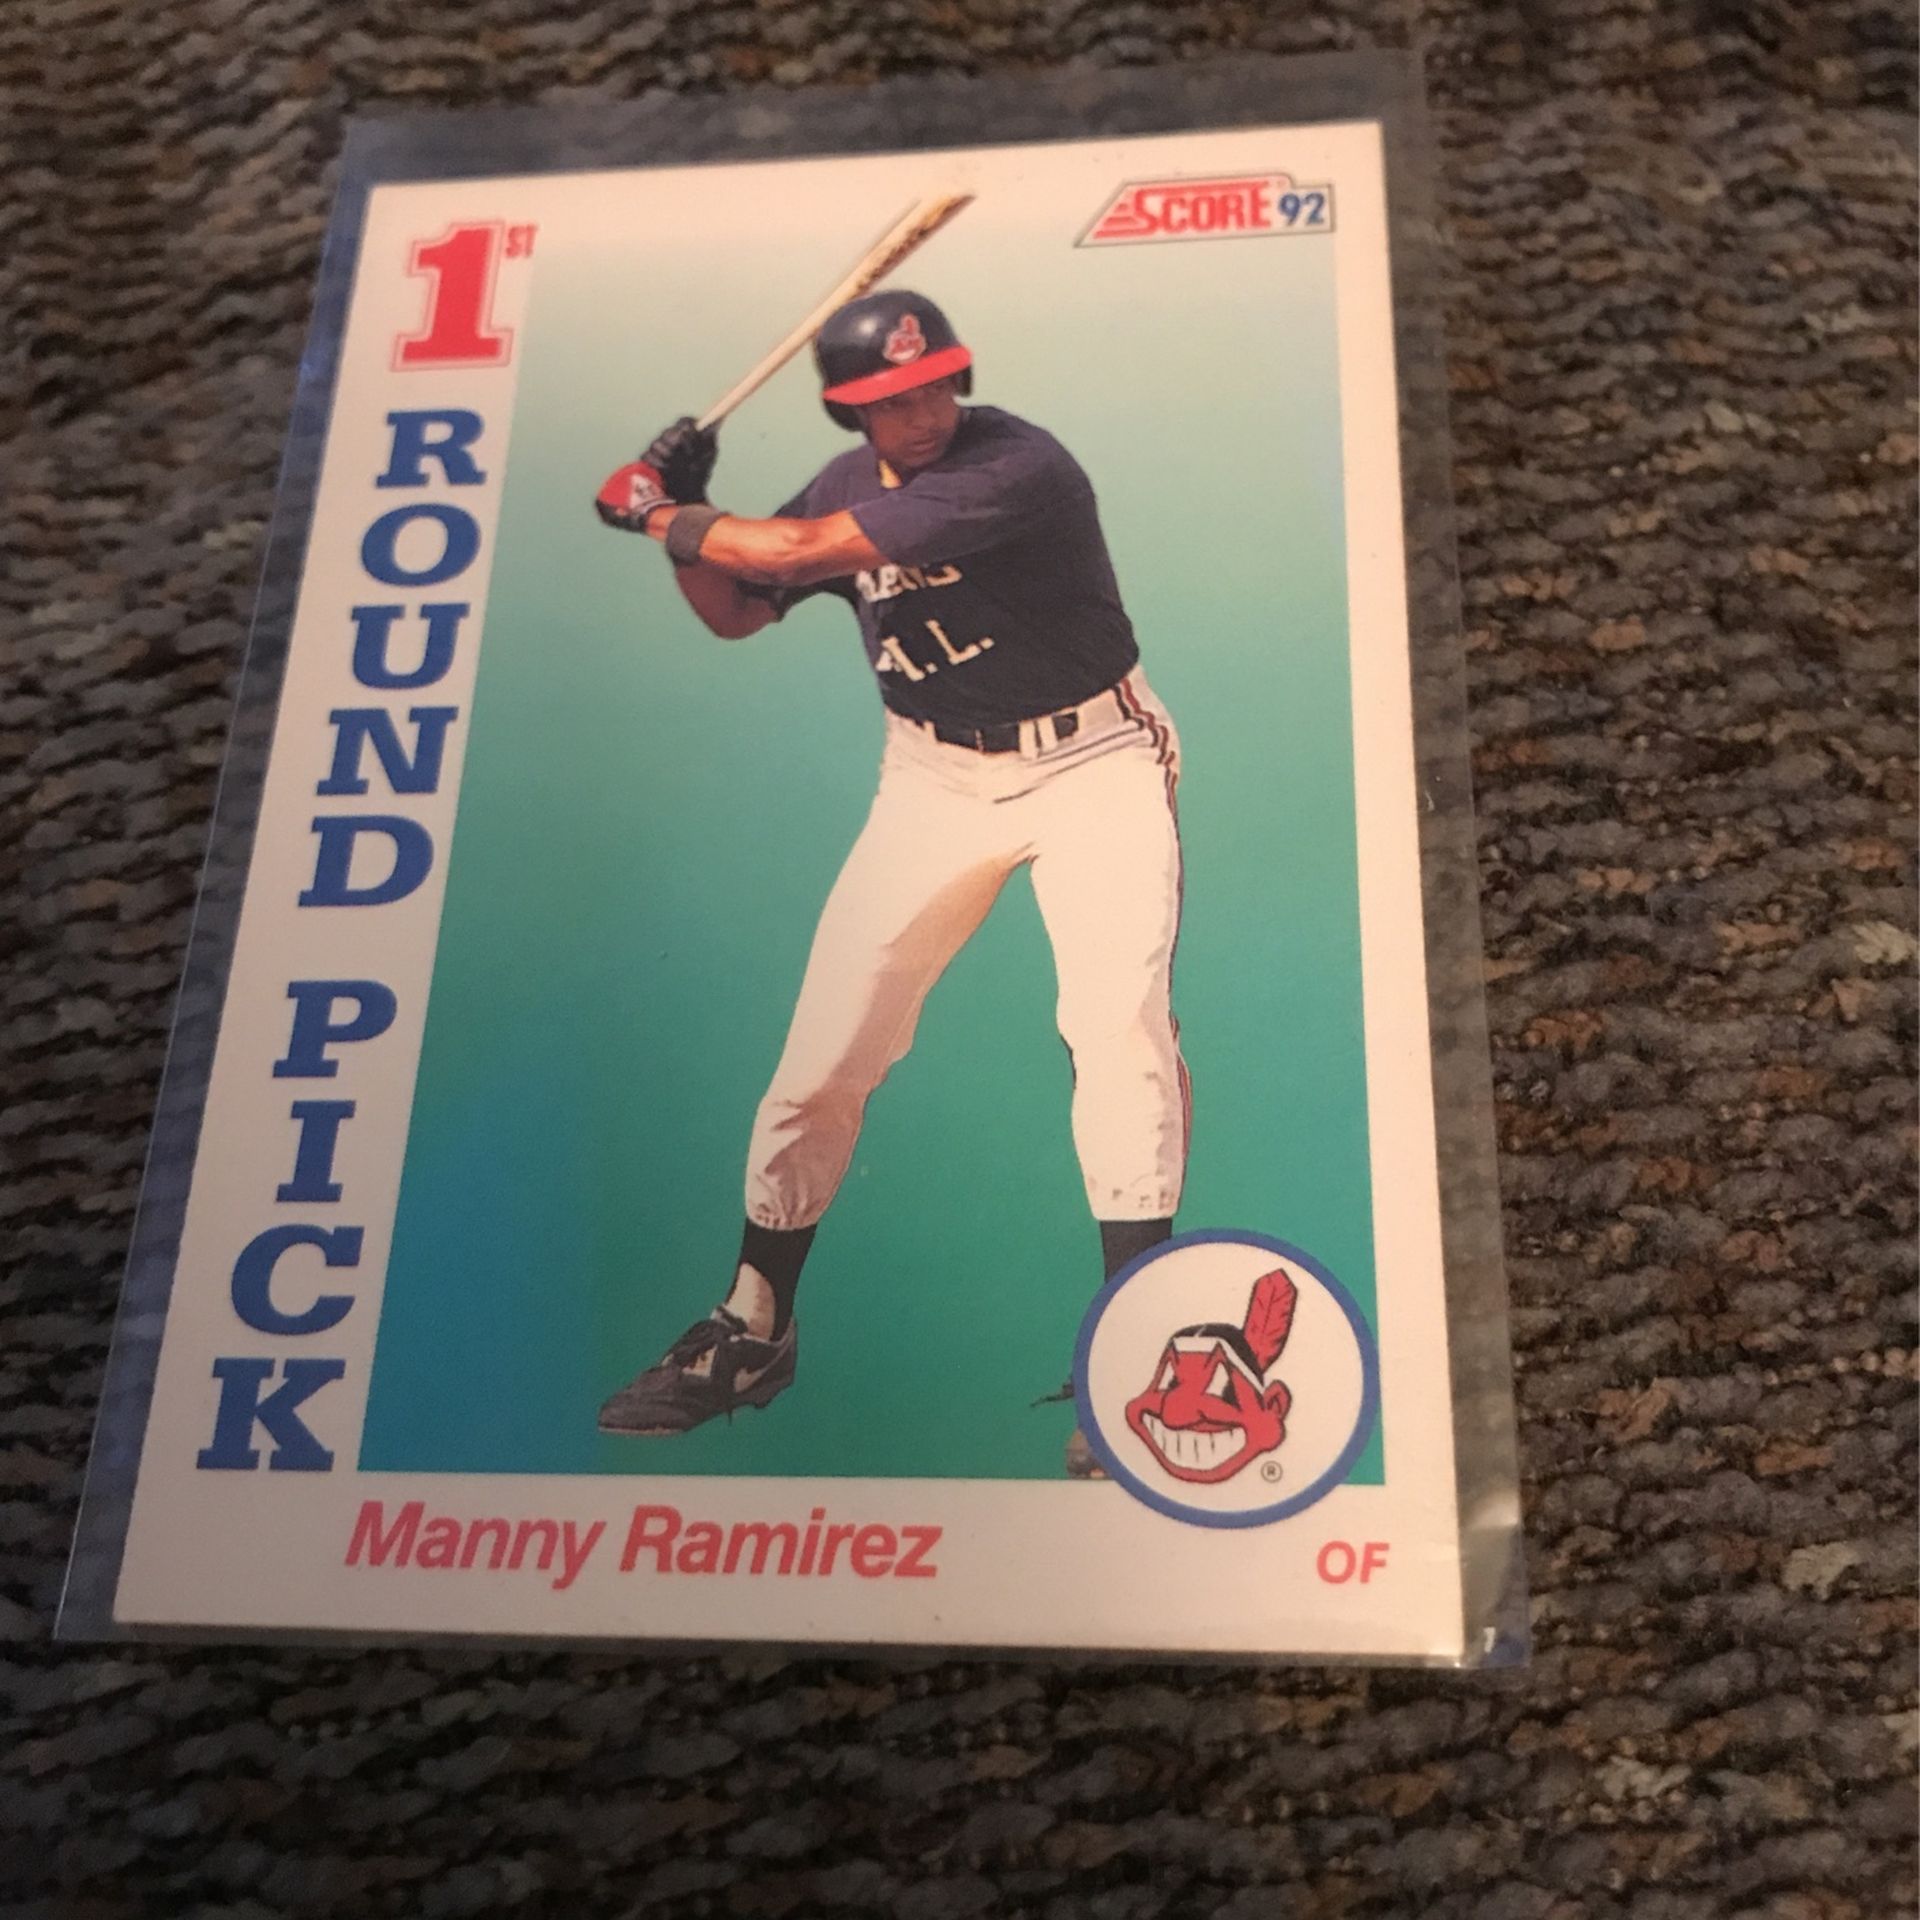 SCORE 92
1ST
ROUND
PICK
I.L.
Manny Ramirez
OF
®